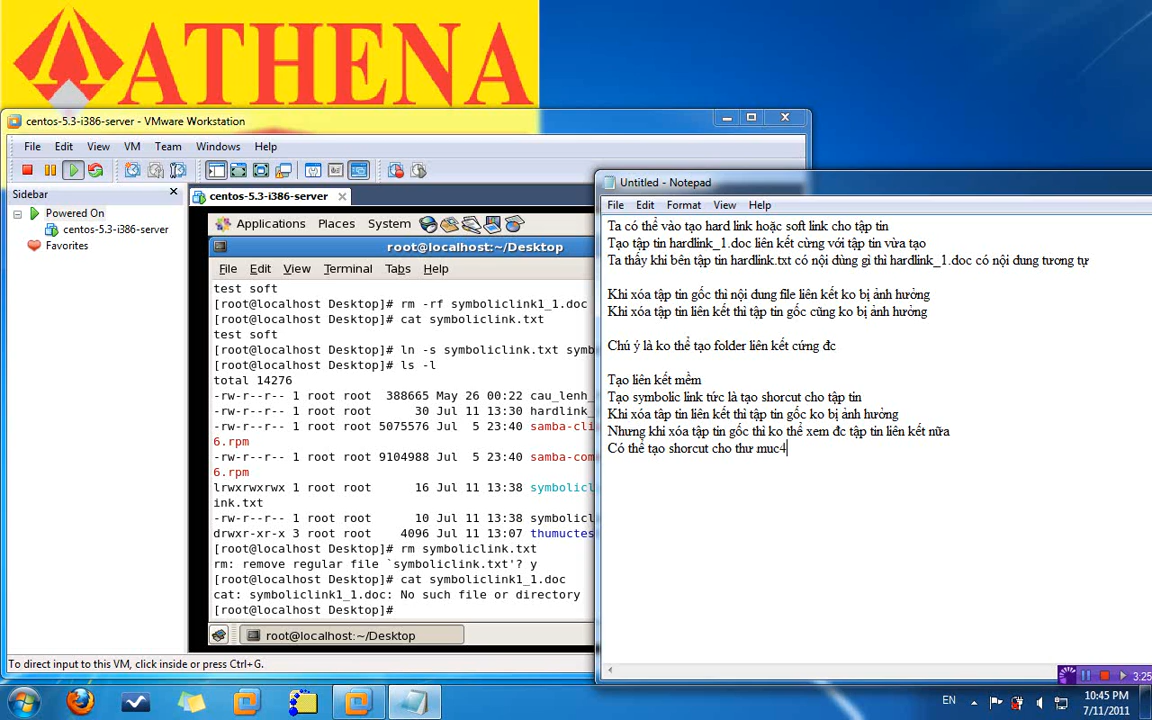 ATHENA
centos-5.3-i386-server - VMware Workstation
File Edit View VM Team Windows Help
Sidebar
Powered On
centos-5.3-i386-server
Favorites
centos-5.3-i386-server
Applications Places System
root@localhost:~/Desktop
File Edit View Terminal Tabs Help
test soft
[root@localhost Desktop]# rm -rf symboliclink1_1.doc
[root@localhost Desktop]# cat symboliclink.txt
test soft
[root@localhost Desktop]# ln -s symboliclink.txt symb
[root@localhost Desktop]# ls -l
total 14276
-rw-r--r-- 1 root root 388665 May 26 00:22 cau_lenh_
-rw-r--r-- 1 root root 30 Jul 11 13:30 hardlink_
-rw-r--r-- 1 root root 5075576 Jul 5 23:40 samba-cli
6.rpm
-rw-r--r-- 1 root root 9104988 Jul 5 23:40 samba-com
6.rpm
lrwxrwxrwx 1 root root 16 Jul 11 13:38 symbolicl
ink.txt
-rw-r--r-- 1 root root 10 Jul 11 13:38 symbolicl
drwxr-xr-x 3 root root 4096 Jul 11 13:07 thumuctes
[root@localhost Desktop]# rm symboliclink.txt
rm: remove regular file `symboliclink.txt'? y
[root@localhost Desktop]# cat symboliclink1_1.doc
cat: symboliclink1_1.doc: No such file or directory
[root@localhost Desktop]#
root@localhost:~/Desktop
To direct input to this VM, click inside or press Ctrl+G.
Untitled - Notepad
File Edit Format View Help
Ta có thể vào tạo hard link hoặc soft link cho tập tin
Tạo tập tin hardlink_1.doc liên kết cừng với tập tin vừa tạo
Ta thấy khi bên tập tin hardlink.txt có nội dùng gì thì hardlink_1.doc có nội dung tương tự
Khi xóa tập tin gốc thì nội dung file liên kết ko bị ảnh hưởng
Khi xóa tập tin liên kết thì tập tin gốc cũng ko bị ảnh hưởng
Chú ý là ko thể tạo folder liên kết cứng đc
Tạo liên kết mềm
Tạo symbolic link tức là tạo shorcut cho tập tin
Khi xóa tâp tin liên kết thì tập tin gốc ko bị ảnh hưởng
Nhưng khi xóa tập tin gốc thì ko thể xem đc tập tin liên kết nữa
Có thể tạo shorcut cho thư muc4
3:25
EN
10:45 PM
7/11/2011